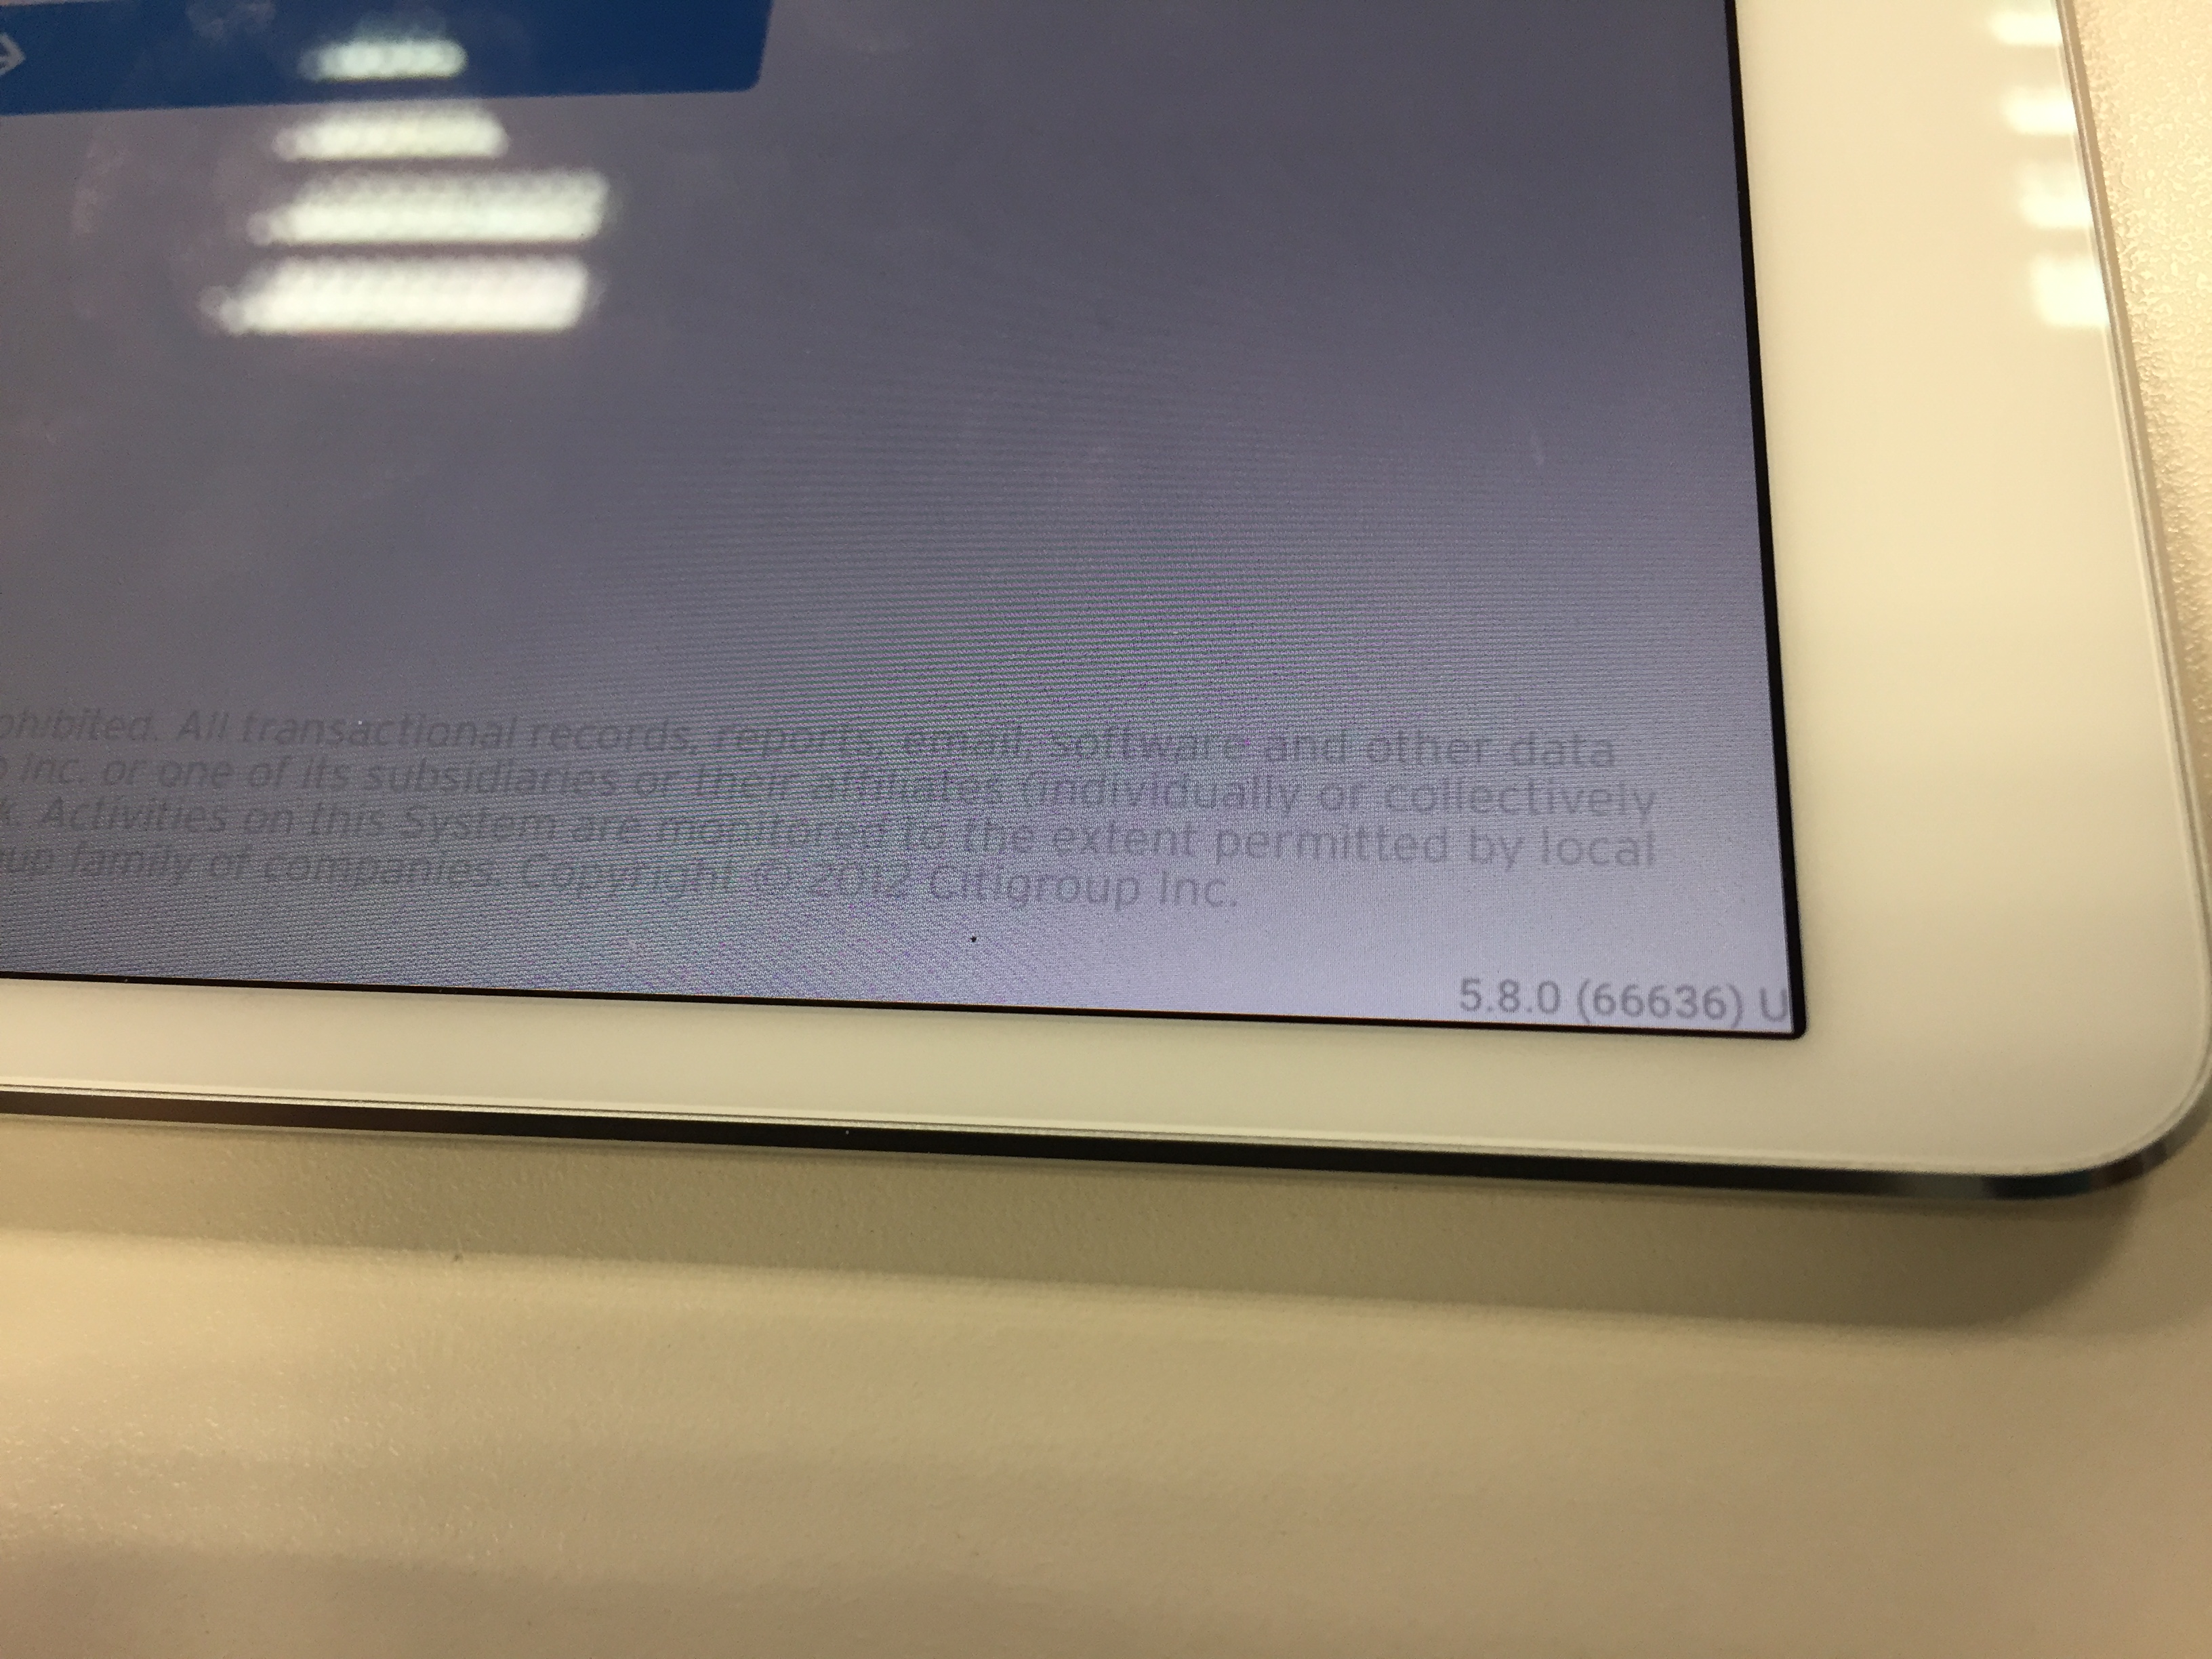 ohibited. All transactional records, reports, email, software and other data
p Inc. or one of its subsidiaries or their affiliates (individually or collectively
k. Activities on this System are monitored to the extent permitted by local
up family of companies. Copyright © 2012 Citigroup Inc.
5.8.0 (66636) u